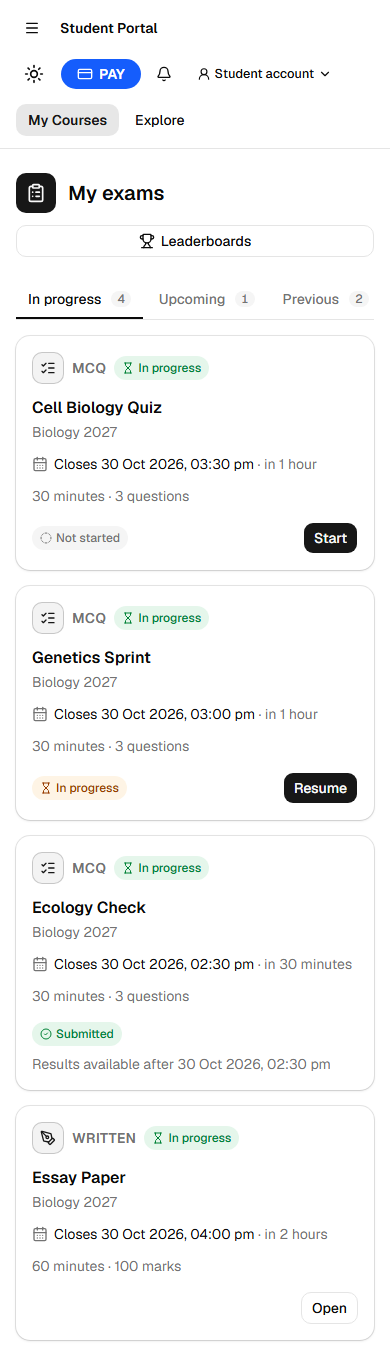 Student Portal
PAY
Student account
My Courses
Explore
My exams
Leaderboards
In progress 4
Upcoming 1
Previous 2
MCQ
In progress
Cell Biology Quiz
Biology 2027
Closes 30 Oct 2026, 03:30 pm · in 1 hour
30 minutes · 3 questions
Not started
Start
MCQ
In progress
Genetics Sprint
Biology 2027
Closes 30 Oct 2026, 03:00 pm · in 1 hour
30 minutes · 3 questions
In progress
Resume
MCQ
In progress
Ecology Check
Biology 2027
Closes 30 Oct 2026, 02:30 pm · in 30 minutes
30 minutes · 3 questions
Submitted
Results available after 30 Oct 2026, 02:30 pm
WRITTEN
In progress
Essay Paper
Biology 2027
Closes 30 Oct 2026, 04:00 pm · in 2 hours
60 minutes · 100 marks
Open